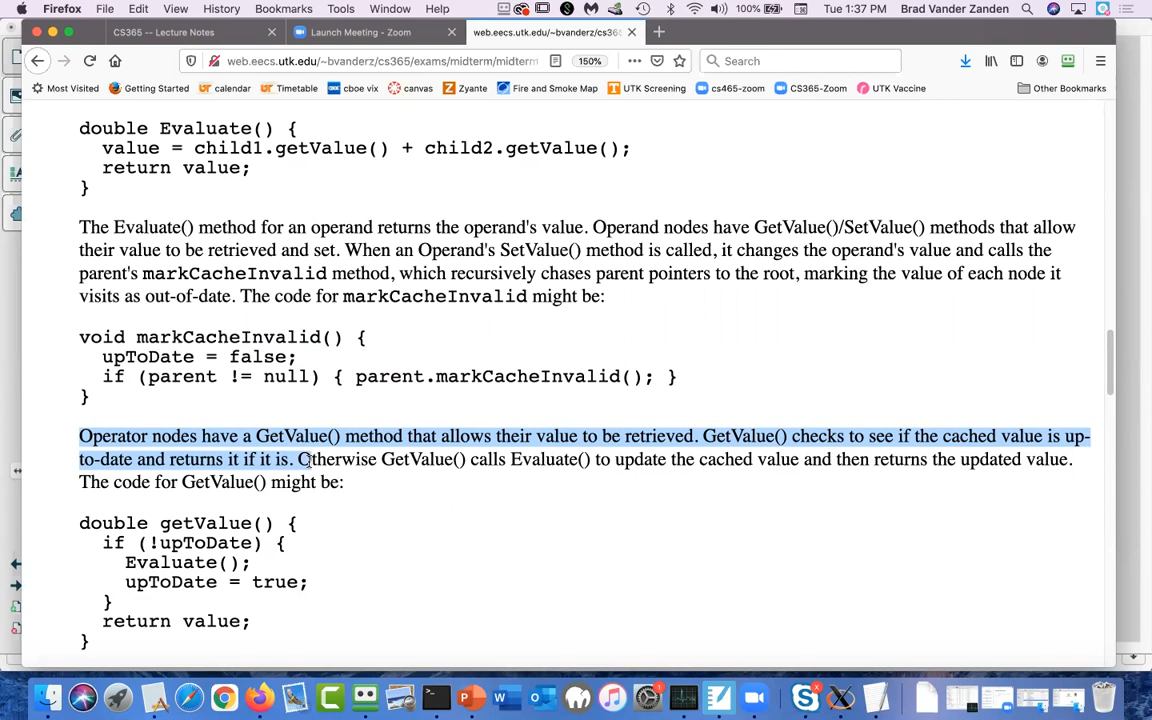 Firefox File Edit View History Bookmarks Tools Window Help 100% Tue 1:37 PM Brad Vander Zanden
CS365 -- Lecture Notes Launch Meeting - Zoom web.eecs.utk.edu/~bvanderz/cs36
web.eecs.utk.edu/~bvanderz/cs365/exams/midterm/midterm 150% Search
Most Visited Getting Started calendar Timetable cboe vix canvas Zyante Fire and Smoke Map UTK Screening cs465-zoom CS365-Zoom UTK Vaccine Other Bookmarks
double Evaluate() {
value = child1.getValue() + child2.getValue();
return value;
}
The Evaluate() method for an operand returns the operand's value. Operand nodes have GetValue()/SetValue() methods that allow
their value to be retrieved and set. When an Operand's SetValue() method is called, it changes the operand's value and calls the
parent's markCacheInvalid method, which recursively chases parent pointers to the root, marking the value of each node it
visits as out-of-date. The code for markCacheInvalid might be:
void markCacheInvalid() {
upToDate = false;
if (parent != null) { parent.markCacheInvalid(); }
}
Operator nodes have a GetValue() method that allows their value to be retrieved. GetValue() checks to see if the cached value is up-
to-date and returns it if it is. Otherwise GetValue() calls Evaluate() to update the cached value and then returns the updated value.
The code for GetValue() might be:
double getValue() {
if (!upToDate) {
Evaluate();
upToDate = true;
}
return value;
}